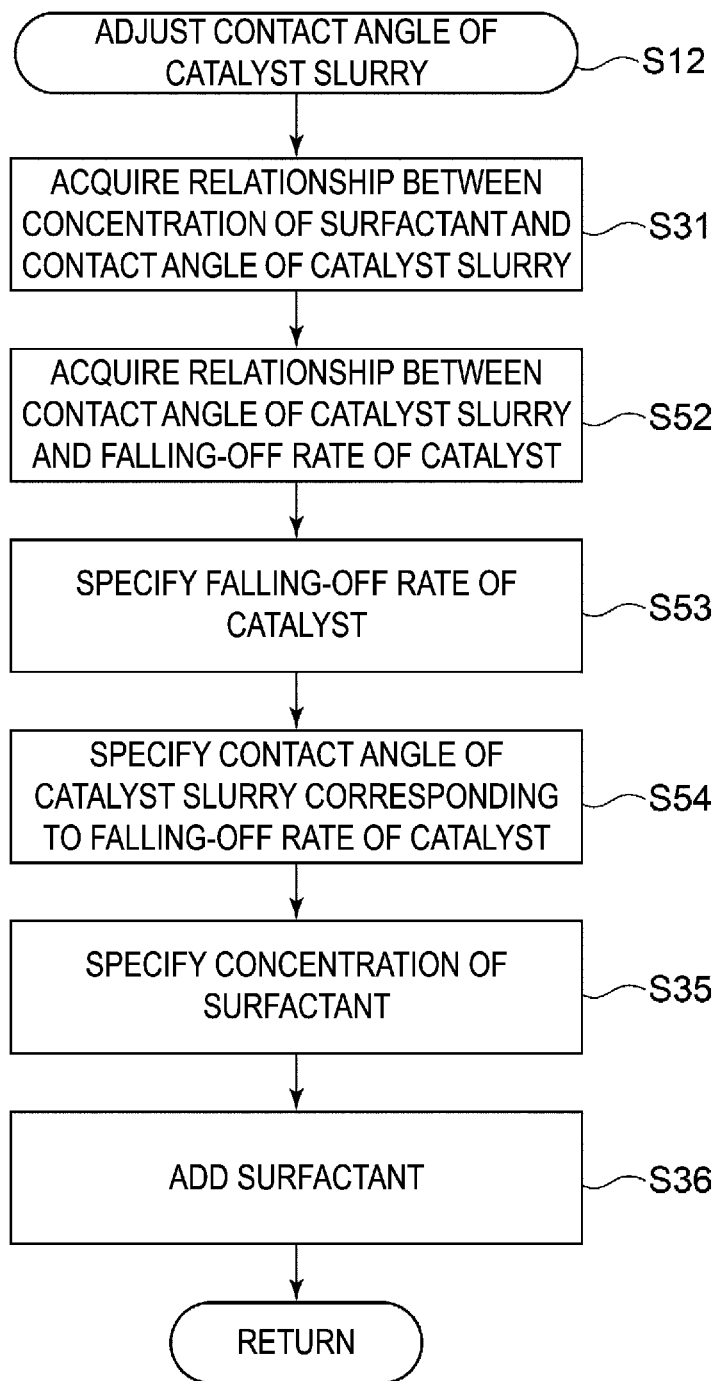 ADJUST CONTACT ANGLE OF
CATALYST SLURRY
S12
ACQUIRE RELATIONSHIP BETWEEN
CONCENTRATION OF SURFACTANT AND
CONTACT ANGLE OF CATALYST SLURRY
S31
ACQUIRE RELATIONSHIP BETWEEN
CONTACT ANGLE OF CATALYST SLURRY
AND FALLING-OFF RATE OF CATALYST
S52
SPECIFY FALLING-OFF RATE OF
CATALYST
S53
SPECIFY CONTACT ANGLE OF
CATALYST SLURRY CORRESPONDING
TO FALLING-OFF RATE OF CATALYST
S54
SPECIFY CONCENTRATION OF
SURFACTANT
S35
ADD SURFACTANT
S36
RETURN